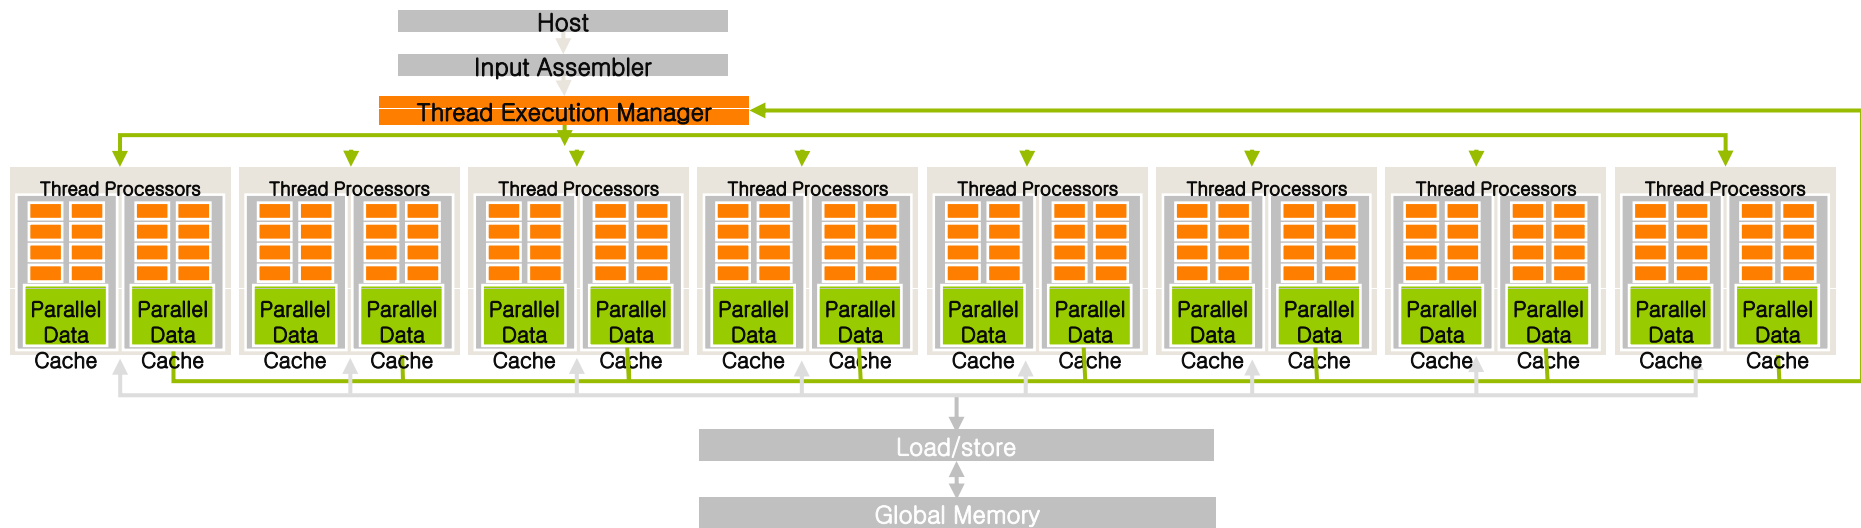 Host
Input Assembler
Thread Execution Manager
Thread Processors Thread Processors Thread Processors Thread Processors Thread Processors Thread Processors Thread Processors Thread Processors
Parallel Parallel Parallel Parallel Parallel Parallel Parallel Parallel Parallel Parallel Parallel Parallel Parallel Parallel Parallel Parallel
Data Data Data Data Data Data Data Data Data Data Data Data Data Data Data Data
Cache Cache Cache Cache Cache Cache Cache Cache Cache Cache Cache Cache Cache Cache Cache Cache
Load/store
Global Memory